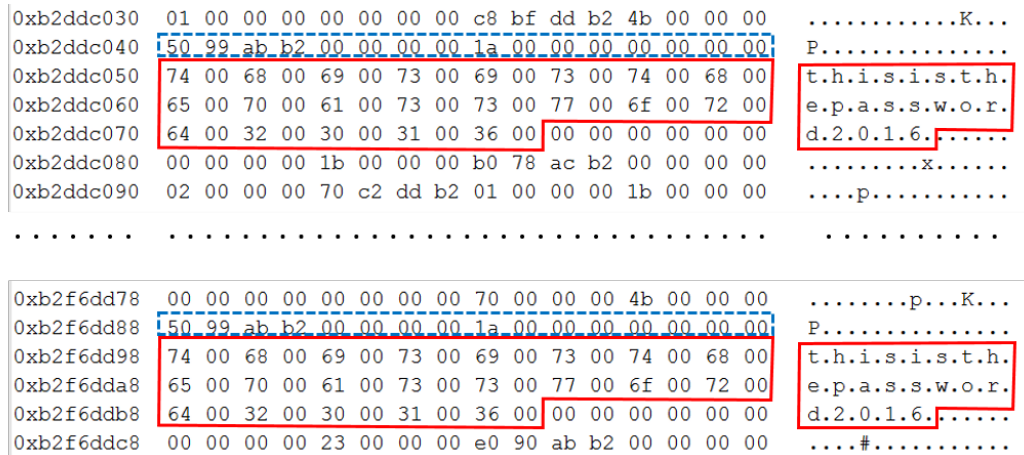 0xb2ddc030 01 00 00 00 00 00 00 00 c8 bf dd b2 4b 00 00 00 ............K...
0xb2ddc040 50 99 ab b2 00 00 00 00 1a 00 00 00 00 00 00 00 P...............
0xb2ddc050 74 00 68 00 69 00 73 00 69 00 73 00 74 00 68 00 t.h.i.s.i.s.t.h.
0xb2ddc060 65 00 70 00 61 00 73 00 73 00 77 00 6f 00 72 00 e.p.a.s.s.w.o.r.
0xb2ddc070 64 00 32 00 30 00 31 00 36 00 00 00 00 00 00 00 d.2.0.1.6.......
0xb2ddc080 00 00 00 00 1b 00 00 00 b0 78 ac b2 00 00 00 00 .........x......
0xb2ddc090 02 00 00 00 70 c2 dd b2 01 00 00 00 1b 00 00 00 ....p...........
....... ................................. ..........
0xb2f6dd78 00 00 00 00 00 00 00 00 70 00 00 00 4b 00 00 00 ........p...K...
0xb2f6dd88 50 99 ab b2 00 00 00 00 1a 00 00 00 00 00 00 00 P...............
0xb2f6dd98 74 00 68 00 69 00 73 00 69 00 73 00 74 00 68 00 t.h.i.s.i.s.t.h.
0xb2f6dda8 65 00 70 00 61 00 73 00 73 00 77 00 6f 00 72 00 e.p.a.s.s.w.o.r.
0xb2f6ddb8 64 00 32 00 30 00 31 00 36 00 00 00 00 00 00 00 d.2.0.1.6.......
0xb2f6ddc8 00 00 00 00 23 00 00 00 e0 90 ab b2 00 00 00 00 ....#...........